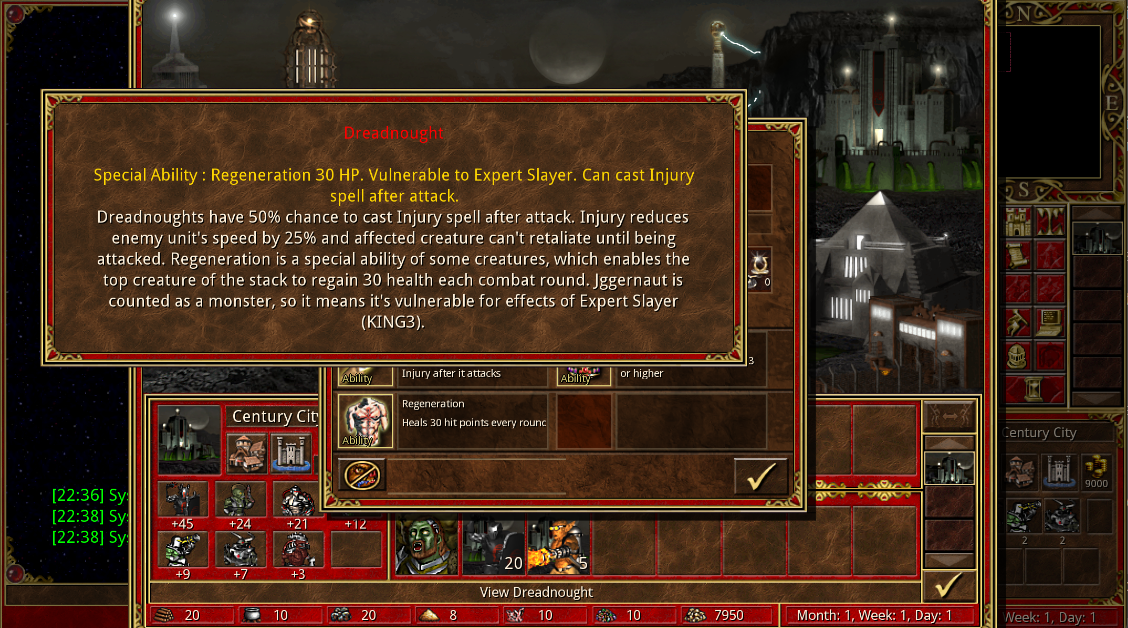 N
E
S
Dreadnought
Special Ability : Regeneration 30 HP. Vulnerable to Expert Slayer. Can cast Injury
spell after attack.
Dreadnoughts have 50% chance to cast Injury spell after attack. Injury reduces
enemy unit's speed by 25% and affected creature can't retaliate until being
attacked. Regeneration is a special ability of some creatures, which enables the
top creature of the stack to regain 30 health each combat round. Jggernaut is
counted as a monster, so it means it's vulnerable for effects of Expert Slayer
(KING3).
0
3
Ability
Injury after it attacks
Ability
or higher
Regeneration
Heals 30 hit points every round
Ability
Century City
Century City
9000
2 2
[22:36] Sy
[22:38] Sy
[22:38] Sy
+45 +24 +21 +12
+9 +7 +3
20 5
View Dreadnought
20 10 20 8 10 10 7950
Month: 1, Week: 1, Day: 1
Week: 1, Day: 1